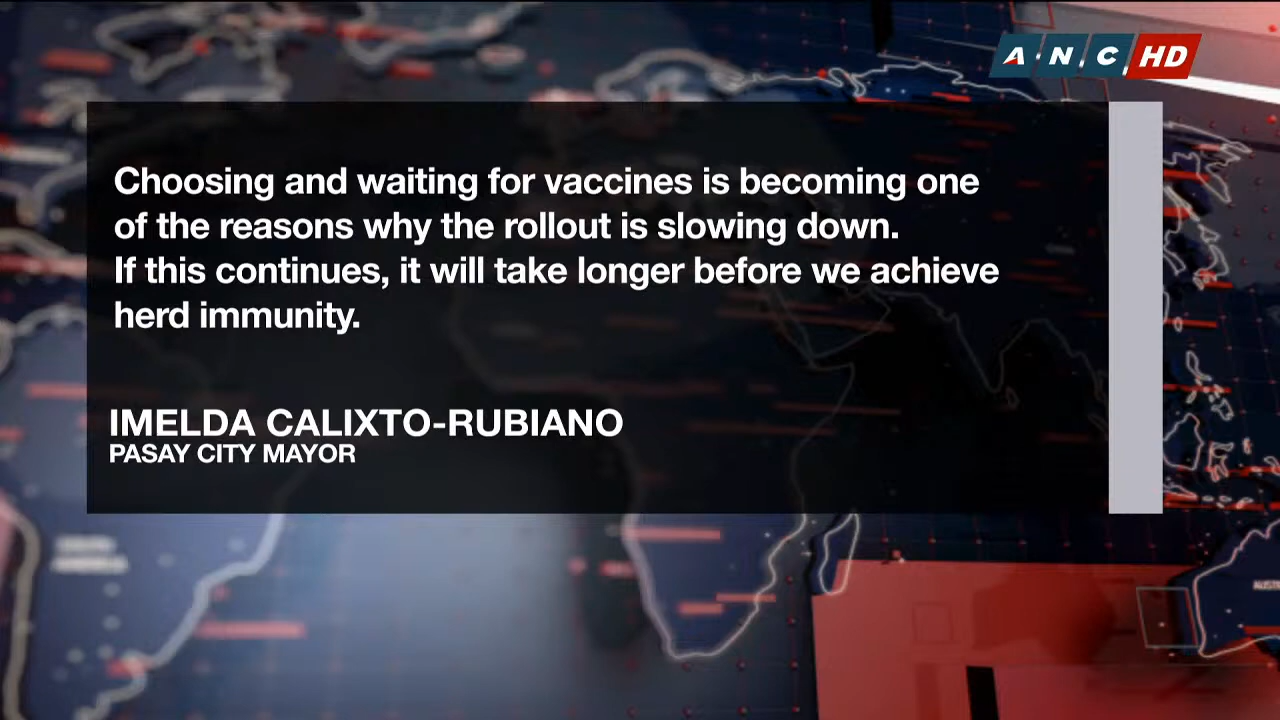 A.N.C HD
Choosing and waiting for vaccines is becoming one
of the reasons why the rollout is slowing down.
If this continues, it will take longer before we achieve
herd immunity.
IMELDA CALIXTO-RUBIANO
PASAY CITY MAYOR